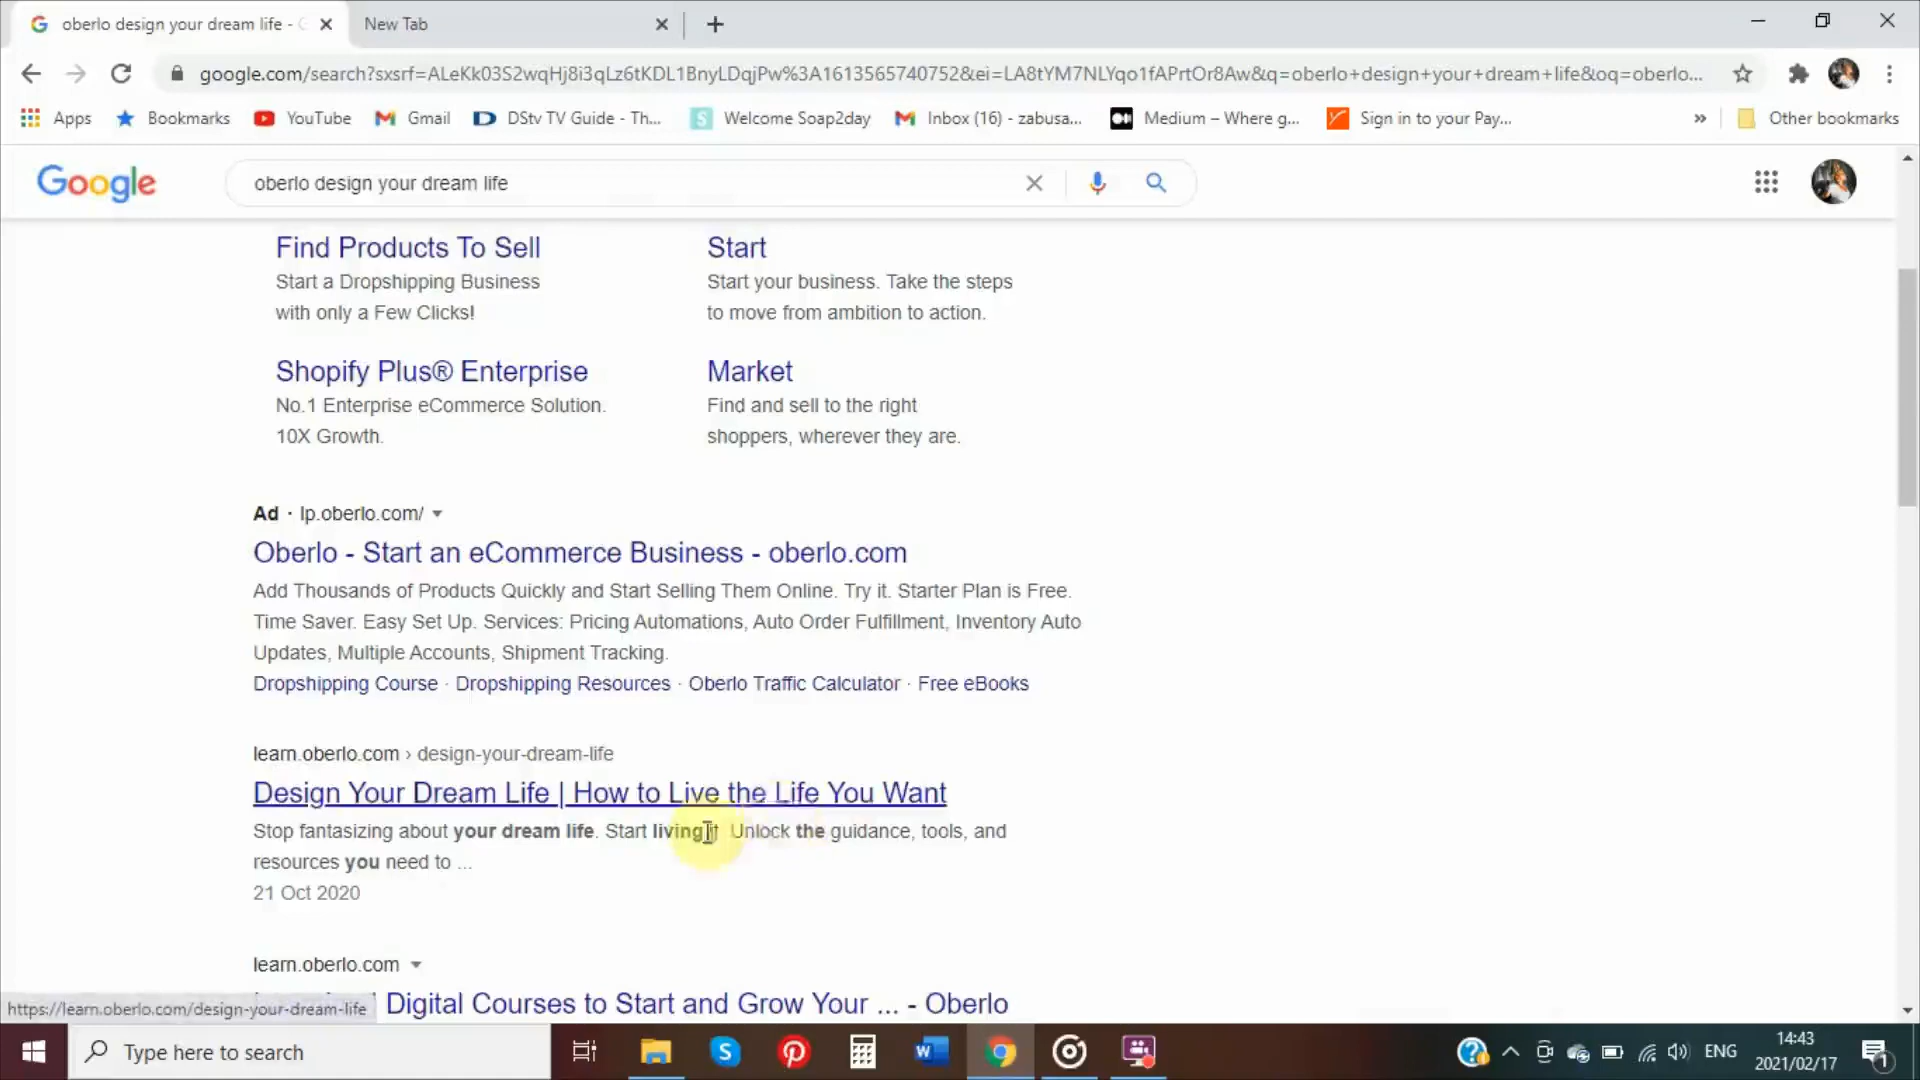 oberlo design your dream life -
New Tab
google.com/search?sxsrf=ALeKk03S2wqHj8i3qLz6tKDL1BnyLDqjPw%3A1613565740752&ei=LA8tYM7NLYqo1fAPrtOr8Aw&q=oberlo+design+your+dream+life&oq=oberlo...
Apps Bookmarks YouTube Gmail DStv TV Guide - Th... Welcome Soap2day Inbox (16) - zabusa... Medium – Where g... Sign in to your Pay... » Other bookmarks
Google
oberlo design your dream life
Find Products To Sell
Start a Dropshipping Business
with only a Few Clicks!
Start
Start your business. Take the steps
to move from ambition to action.
Shopify Plus® Enterprise
No.1 Enterprise eCommerce Solution.
10X Growth.
Market
Find and sell to the right
shoppers, wherever they are.
Ad · lp.oberlo.com/
Oberlo - Start an eCommerce Business - oberlo.com
Add Thousands of Products Quickly and Start Selling Them Online. Try it. Starter Plan is Free.
Time Saver. Easy Set Up. Services: Pricing Automations, Auto Order Fulfillment, Inventory Auto
Updates, Multiple Accounts, Shipment Tracking.
Dropshipping Course · Dropshipping Resources · Oberlo Traffic Calculator · Free eBooks
learn.oberlo.com › design-your-dream-life
Design Your Dream Life | How to Live the Life You Want
Stop fantasizing about your dream life. Start living it. Unlock the guidance, tools, and
resources you need to ...
21 Oct 2020
learn.oberlo.com
Digital Courses to Start and Grow Your ... - Oberlo
https://learn.oberlo.com/design-your-dream-life
Type here to search
ENG
14:43
2021/02/17
1